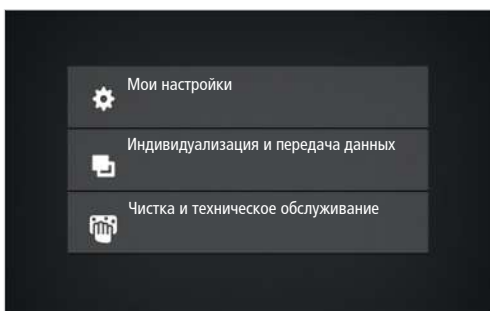 Мои настройки
Индивидуализация и передача данных
Чистка и техническое обслуживание